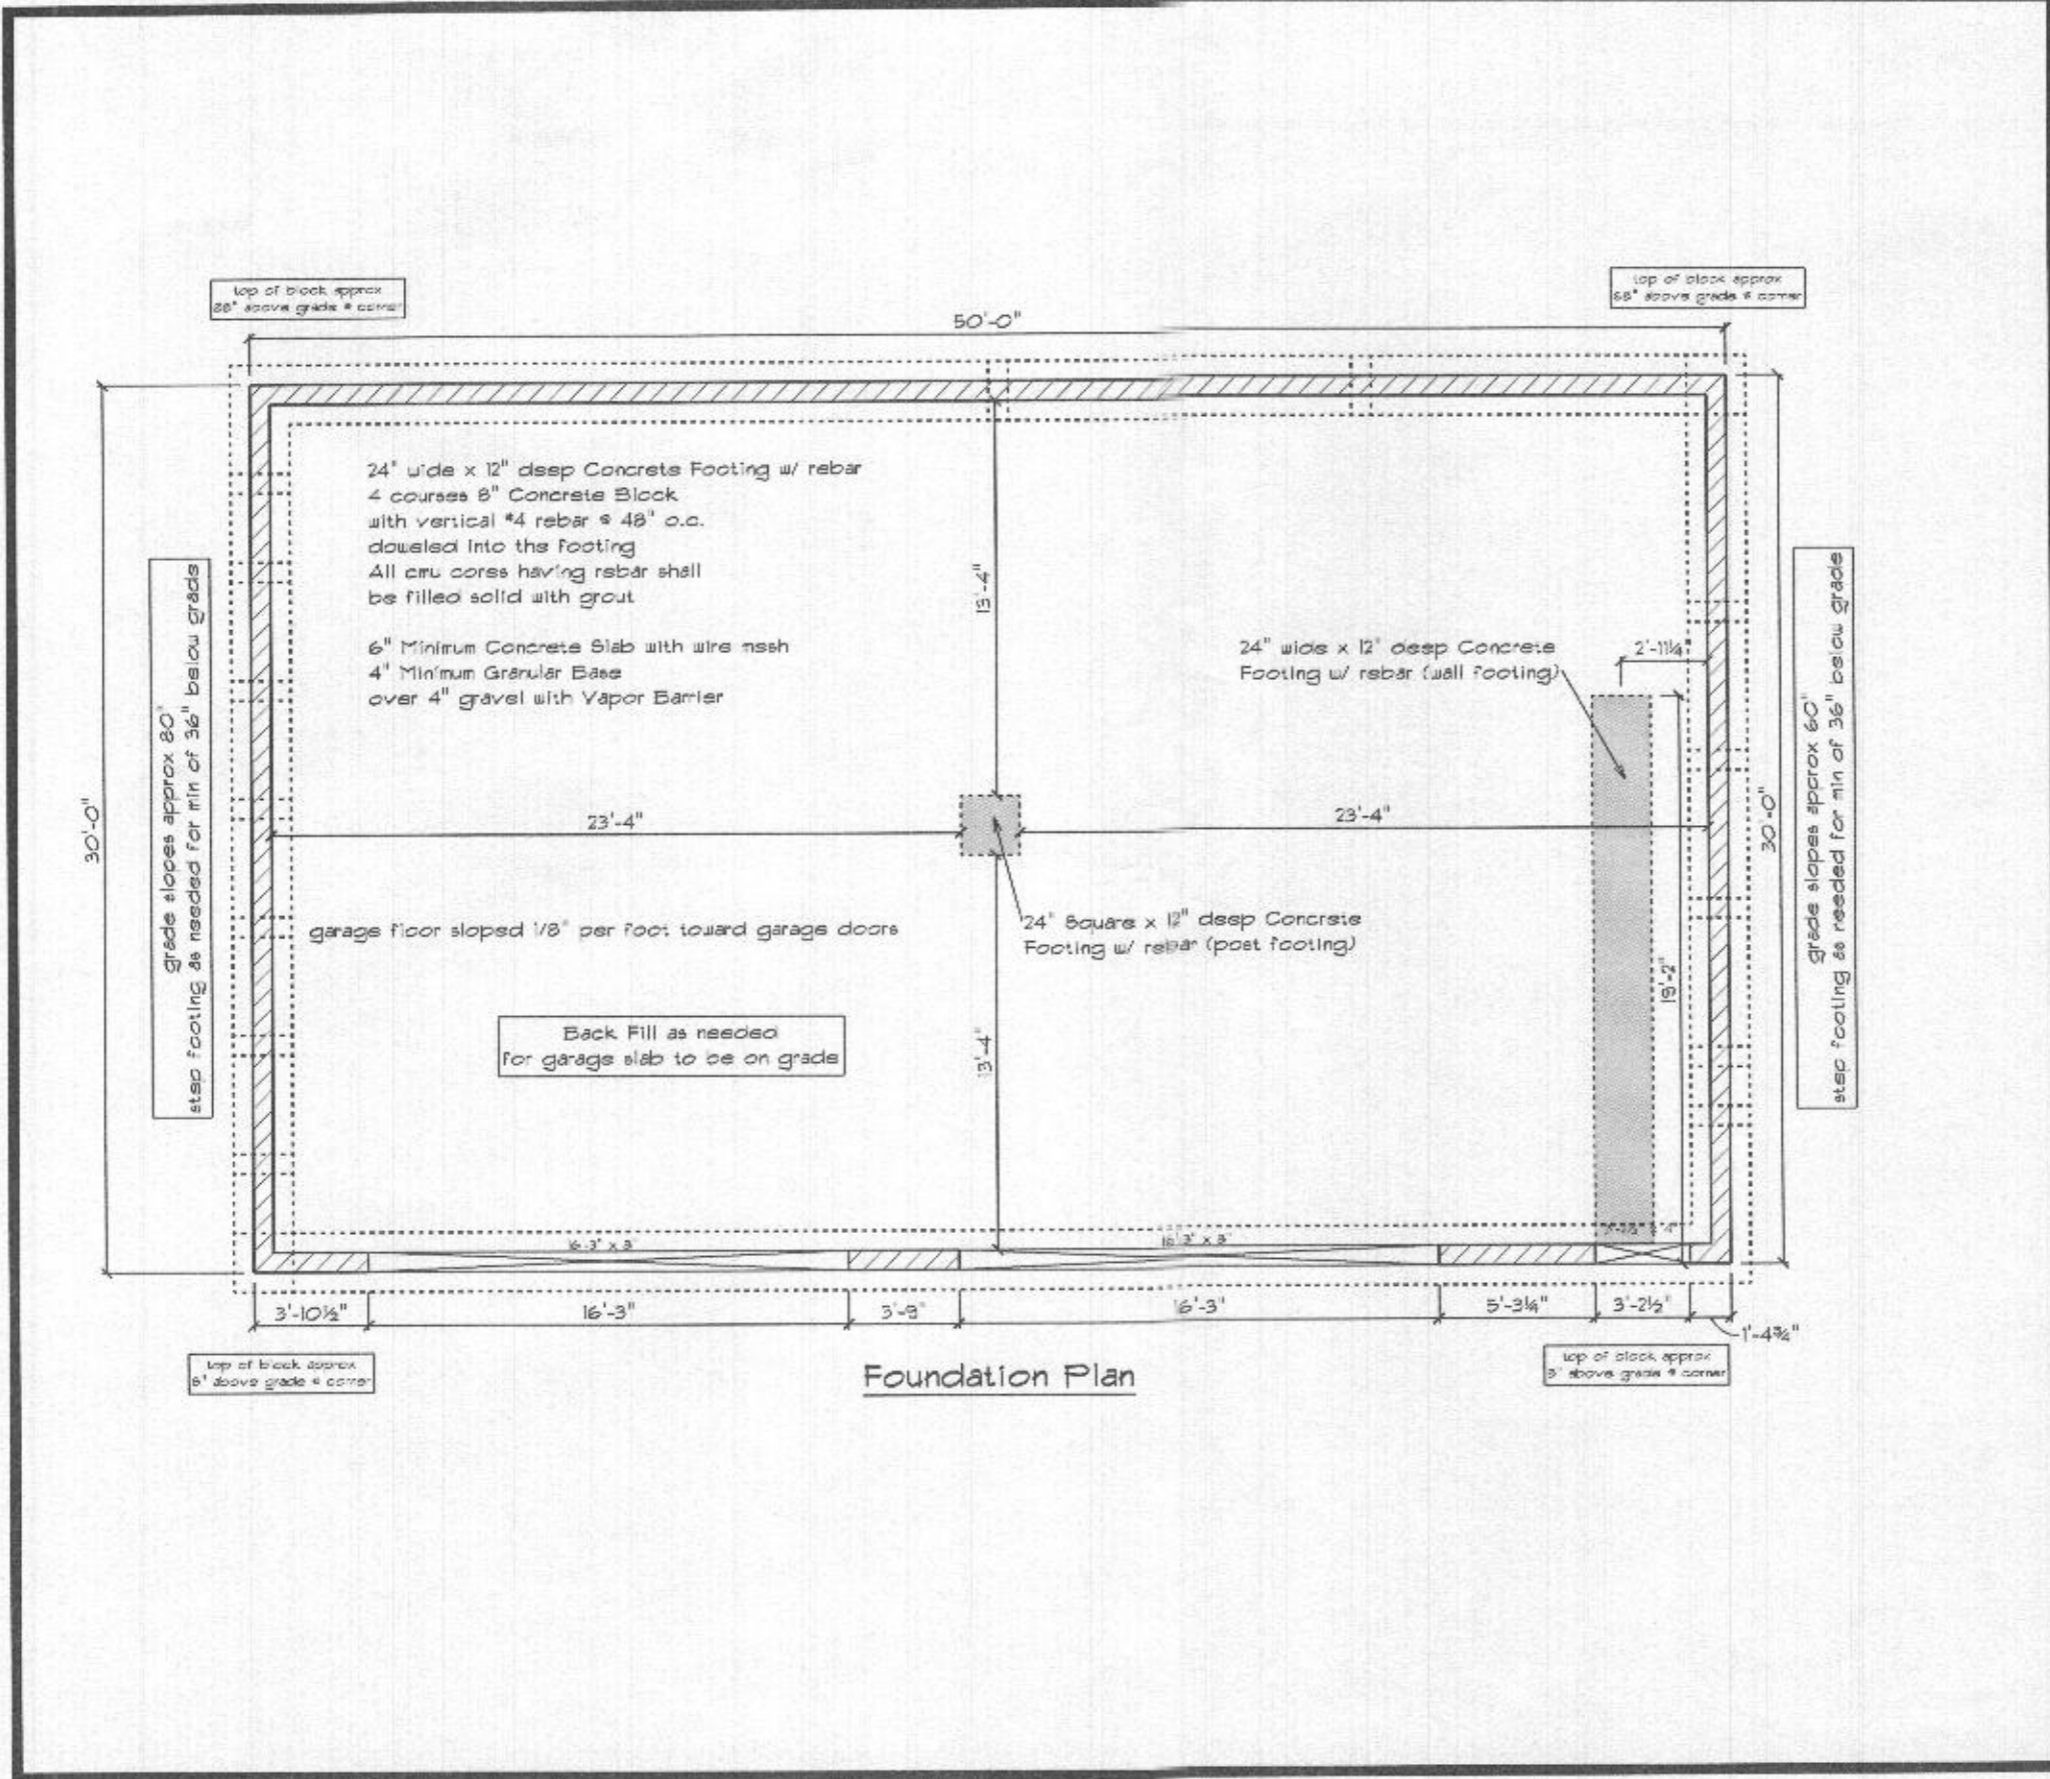 top of block approx
above grade @ corner
top of block approx
above grade @ corner
50'-0"
24" wide x 12" deep Concrete Footing w/ rebar
4 courses 8" Concrete Block
with vertical #4 rebar @ 48" o.c.
doweled into the footing
All cmu cores having rebar shall
be filled solid with grout
6" Minimum Concrete Slab with wire mesh
4" Minimum Granular Base
over 4" gravel with Vapor Barrier
13'-4"
24" wide x 12" deep Concrete
Footing w/ rebar (wall footing)
2'-11¼"
grade slopes approx 80"
step footing as needed for min of 36" below grade
grade slopes approx 60"
step footing as needed for min of 36" below grade
30'-0"
23'-4"
23'-4"
30'-0"
garage floor sloped 1/8" per foot toward garage doors
24" Square x 12" deep Concrete
Footing w/ rebar (post footing)
Back Fill as needed
for garage slab to be on grade
13'-4"
16'-3" x 8'
16'-3" x 8'
3'-10½"
16'-3"
3'-9"
16'-3"
5'-3¼"
3'-2½"
1'-4¾"
top of block approx
above grade @ corner
top of block approx
above grade @ corner
Foundation Plan